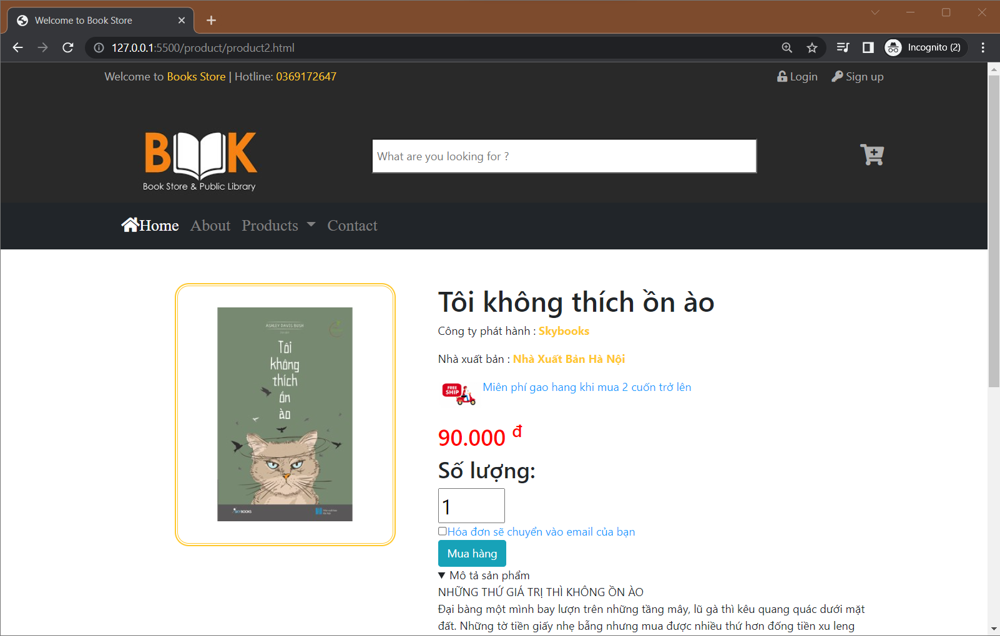 Welcome to Book Store
127.0.0.1:5500/product/product2.html
Incognito (2)
Welcome to Books Store | Hotline: 0369172647
Login
Sign up
BOOK
Book Store & Public Library
What are you looking for ?
Home About Products Contact
ASHLEY DAVIS BUSH
Tôi
không
thích
ồn
ào
SKYBOOKS
Tôi không thích ồn ào
Công ty phát hành : Skybooks
Nhà xuất bản : Nhà Xuất Bản Hà Nội
FREE
SHIP
Miên phí gao hang khi mua 2 cuốn trở lên
90.000 đ
Số lượng:
1
Hóa đơn sẽ chuyển vào email của bạn
Mua hàng
▼ Mô tả sản phẩm
NHỮNG THỨ GIÁ TRỊ THÌ KHÔNG ỒN ÀO
Đại bàng một mình bay lượn trên những tầng mây, lũ gà thì kêu quang quác dưới mặt
đất. Những tờ tiền giấy nhẹ bẫng nhưng mua được nhiều thứ hơn đống tiền xu leng